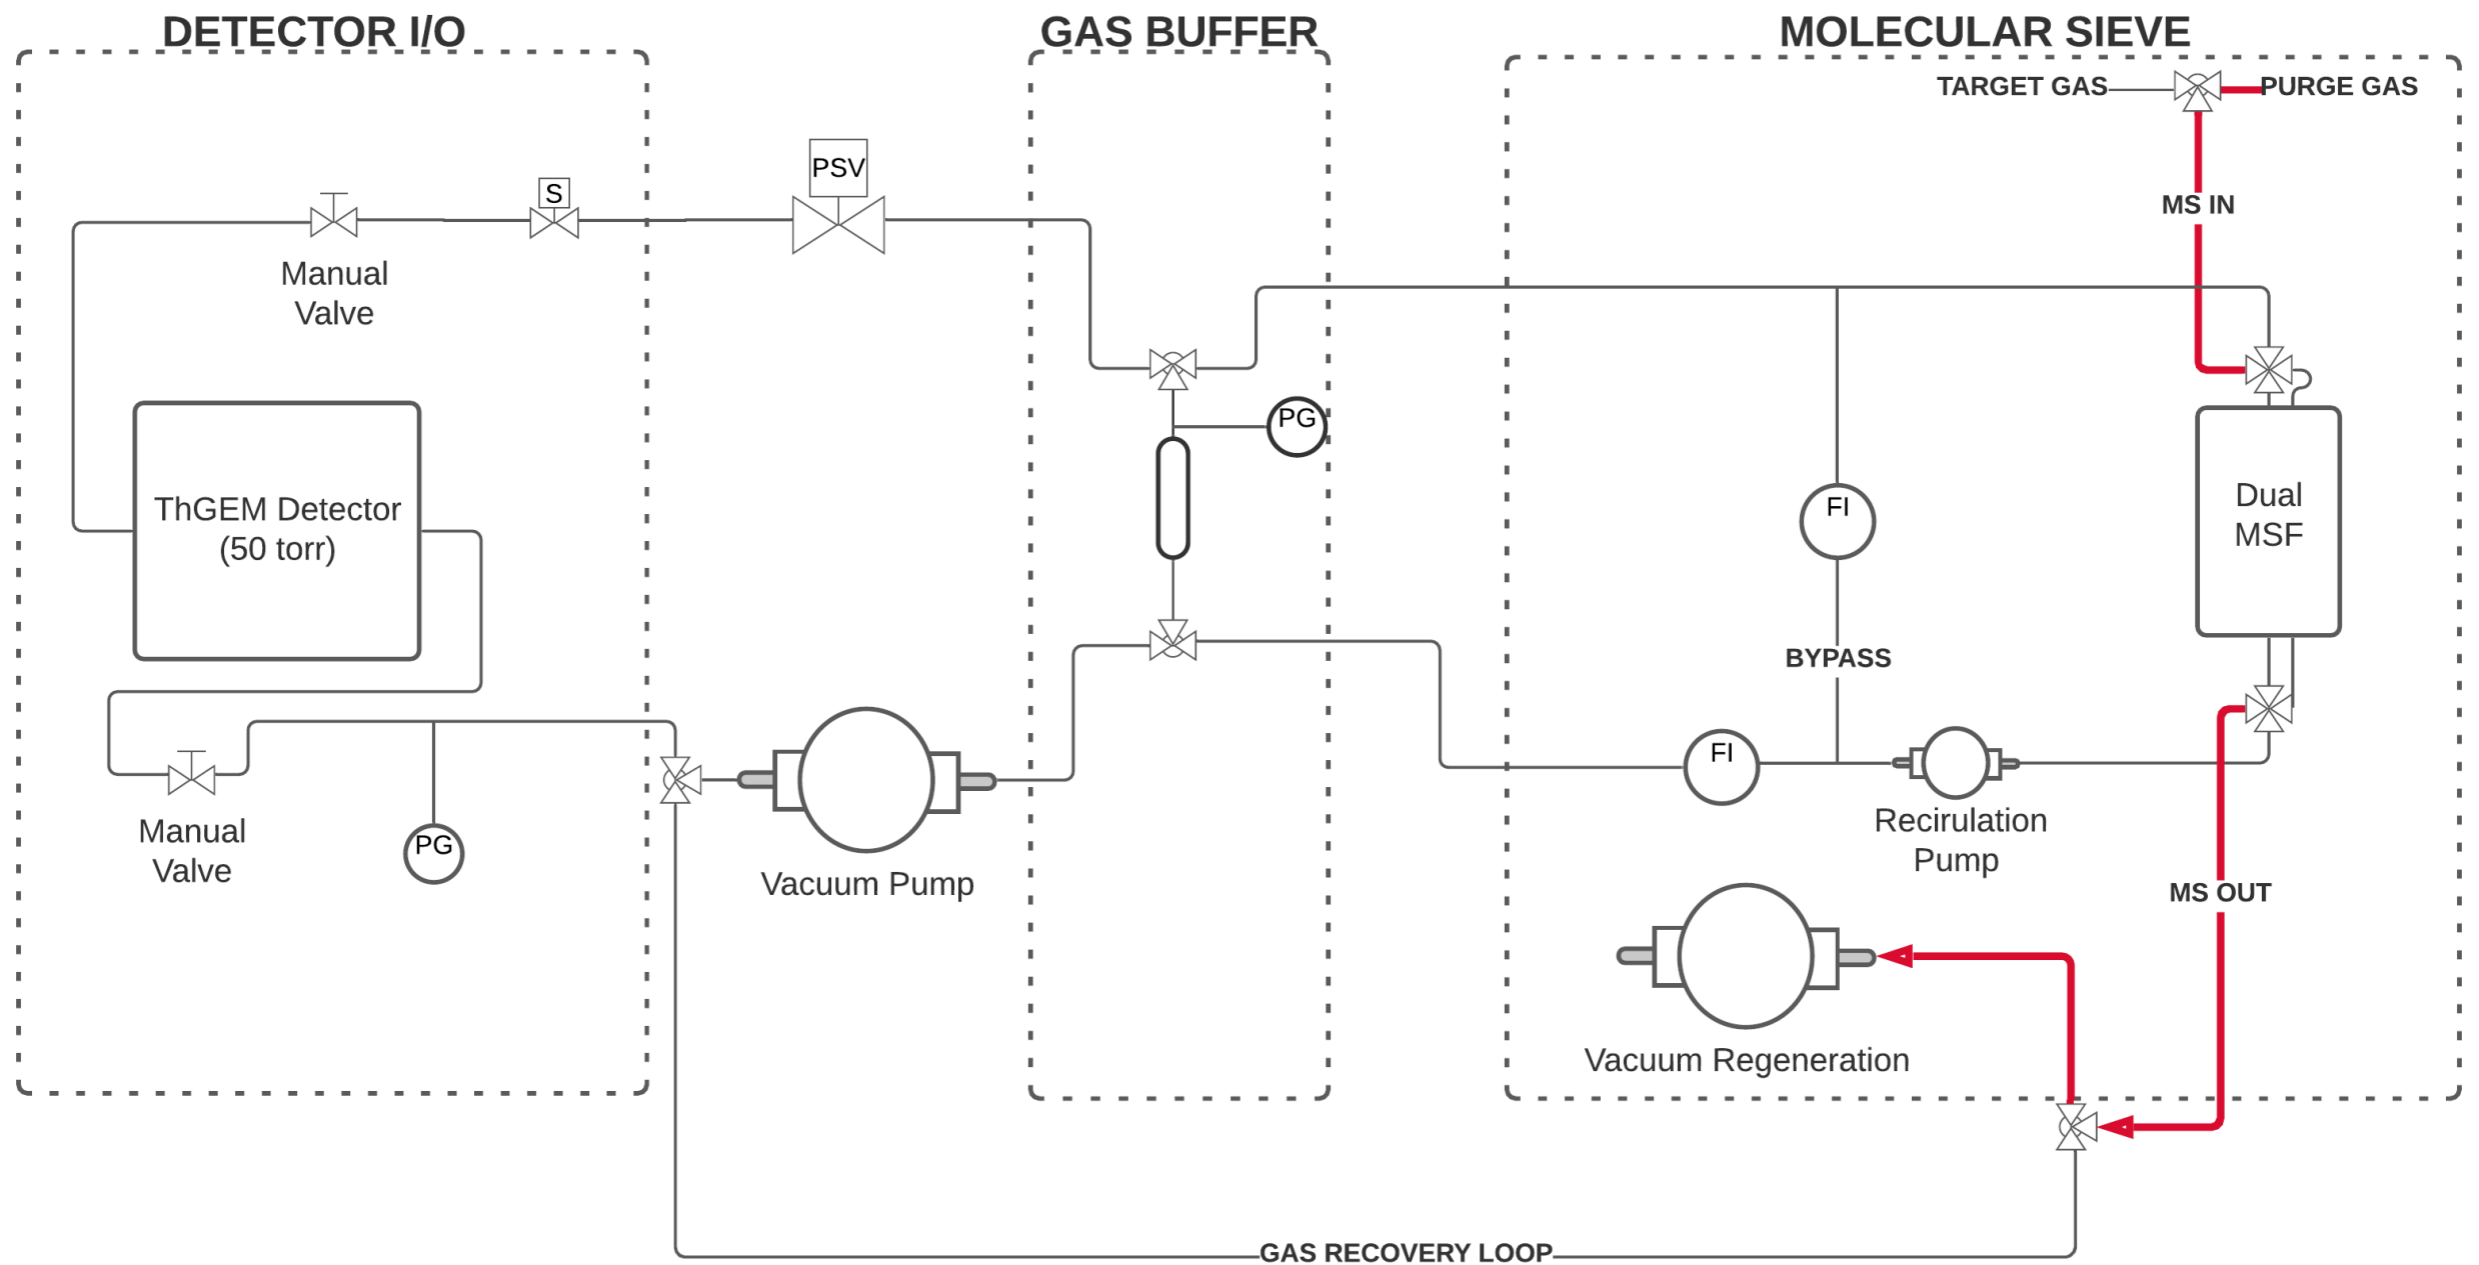 DETECTOR I/O
GAS BUFFER
MOLECULAR SIEVE
TARGET GAS
PURGE GAS
PSV
S
MS IN
Manual
Valve
PG
ThGEM Detector
(50 torr)
FI
Dual
MSF
BYPASS
FI
Manual
Valve
PG
Vacuum Pump
Recirulation
Pump
MS OUT
Vacuum Regeneration
GAS RECOVERY LOOP